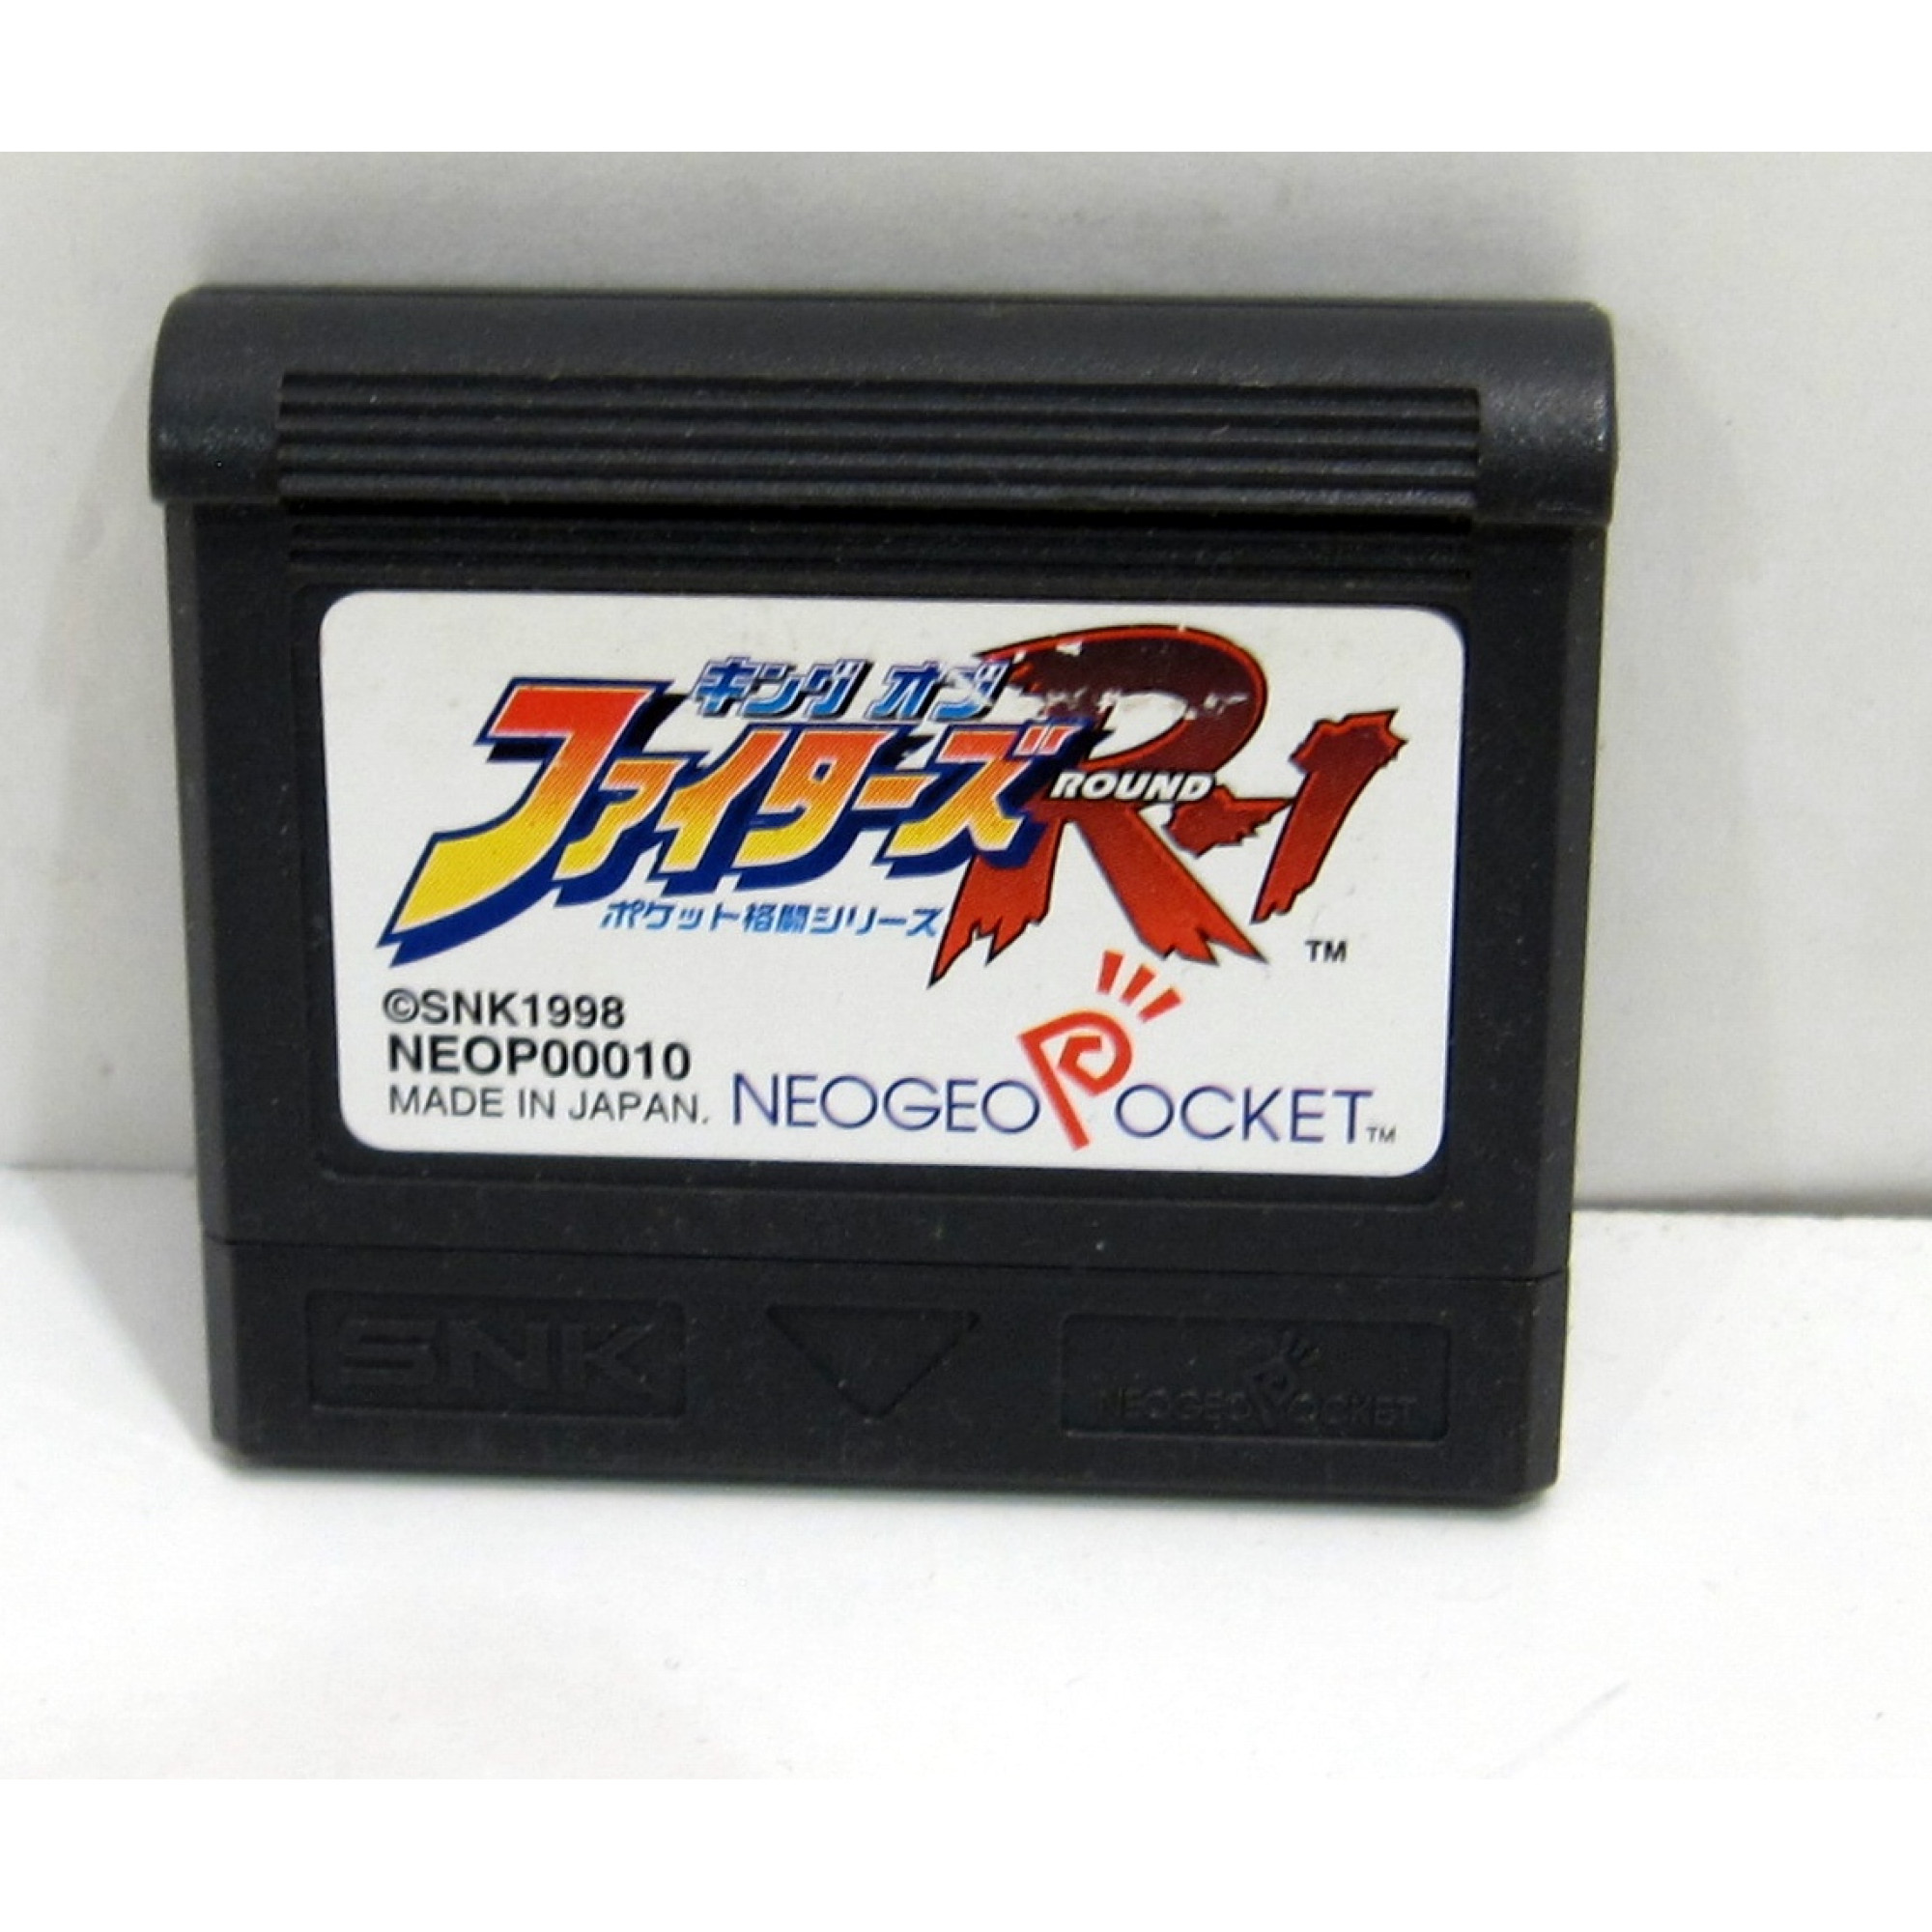 キング オブ
ファイターズ R-1
ROUND
ポケット格闘シリーズ
TM
©SNK1998
NEOP00010
MADE IN JAPAN.
NEOGEO POCKET TM
SNK
NEOGEO POCKET